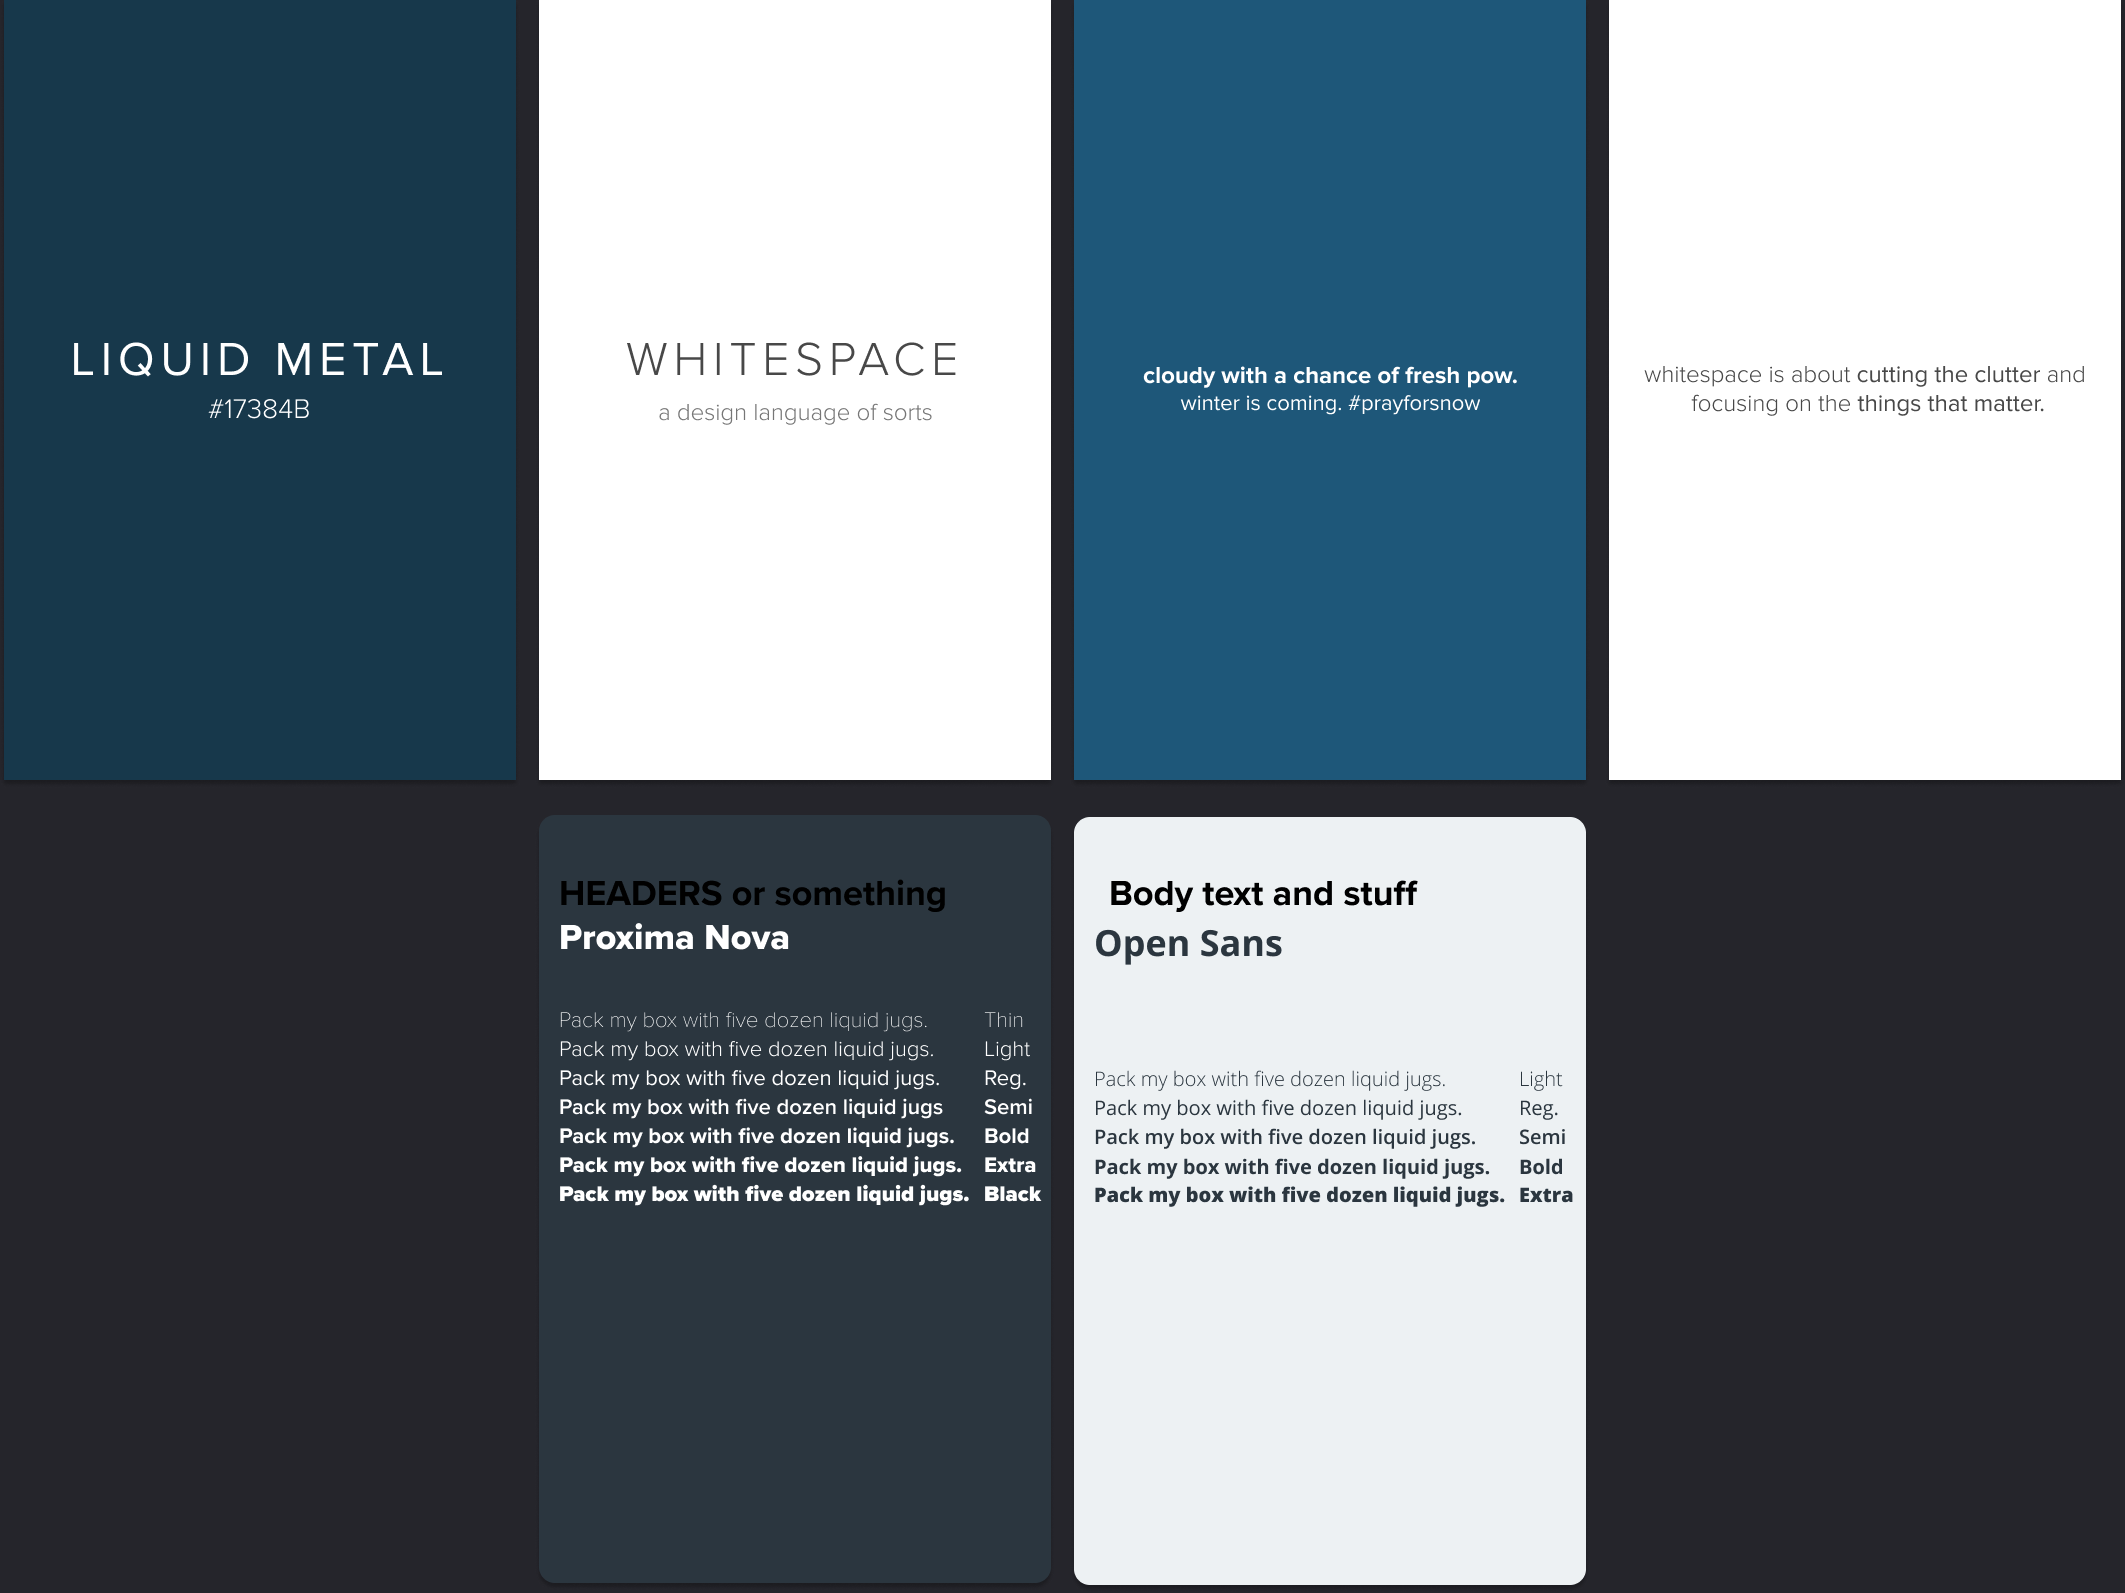 LIQUID METAL
#17384B
WHITESPACE
a design language of sorts
cloudy with a chance of fresh pow.
winter is coming. #prayforsnow
whitespace is about cutting the clutter and
focusing on the things that matter.
HEADERS or something
Proxima Nova
Pack my box with five dozen liquid jugs. Thin
Pack my box with five dozen liquid jugs. Light
Pack my box with five dozen liquid jugs. Reg.
Pack my box with five dozen liquid jugs Semi
Pack my box with five dozen liquid jugs. Bold
Pack my box with five dozen liquid jugs. Extra
Pack my box with five dozen liquid jugs. Black
Body text and stuff
Open Sans
Pack my box with five dozen liquid jugs. Light
Pack my box with five dozen liquid jugs. Reg.
Pack my box with five dozen liquid jugs. Semi
Pack my box with five dozen liquid jugs. Bold
Pack my box with five dozen liquid jugs. Extra